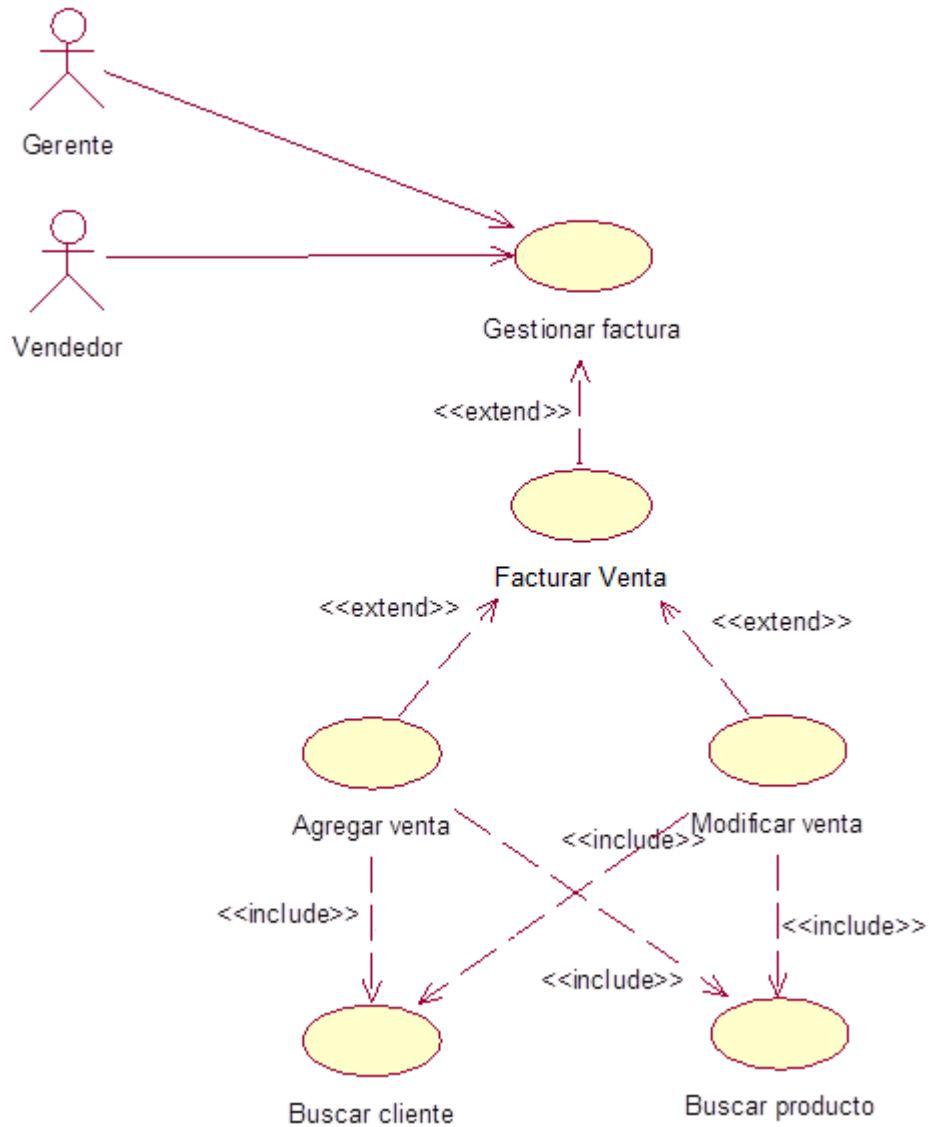 Gerente
Vendedor
Gestionar factura
<<extend>>
Facturar Venta
<<extend>>
<<extend>>
Agregar venta
Modificar venta
<<include>>
<<include>>
<<include>>
<<include>>
Buscar cliente
Buscar producto